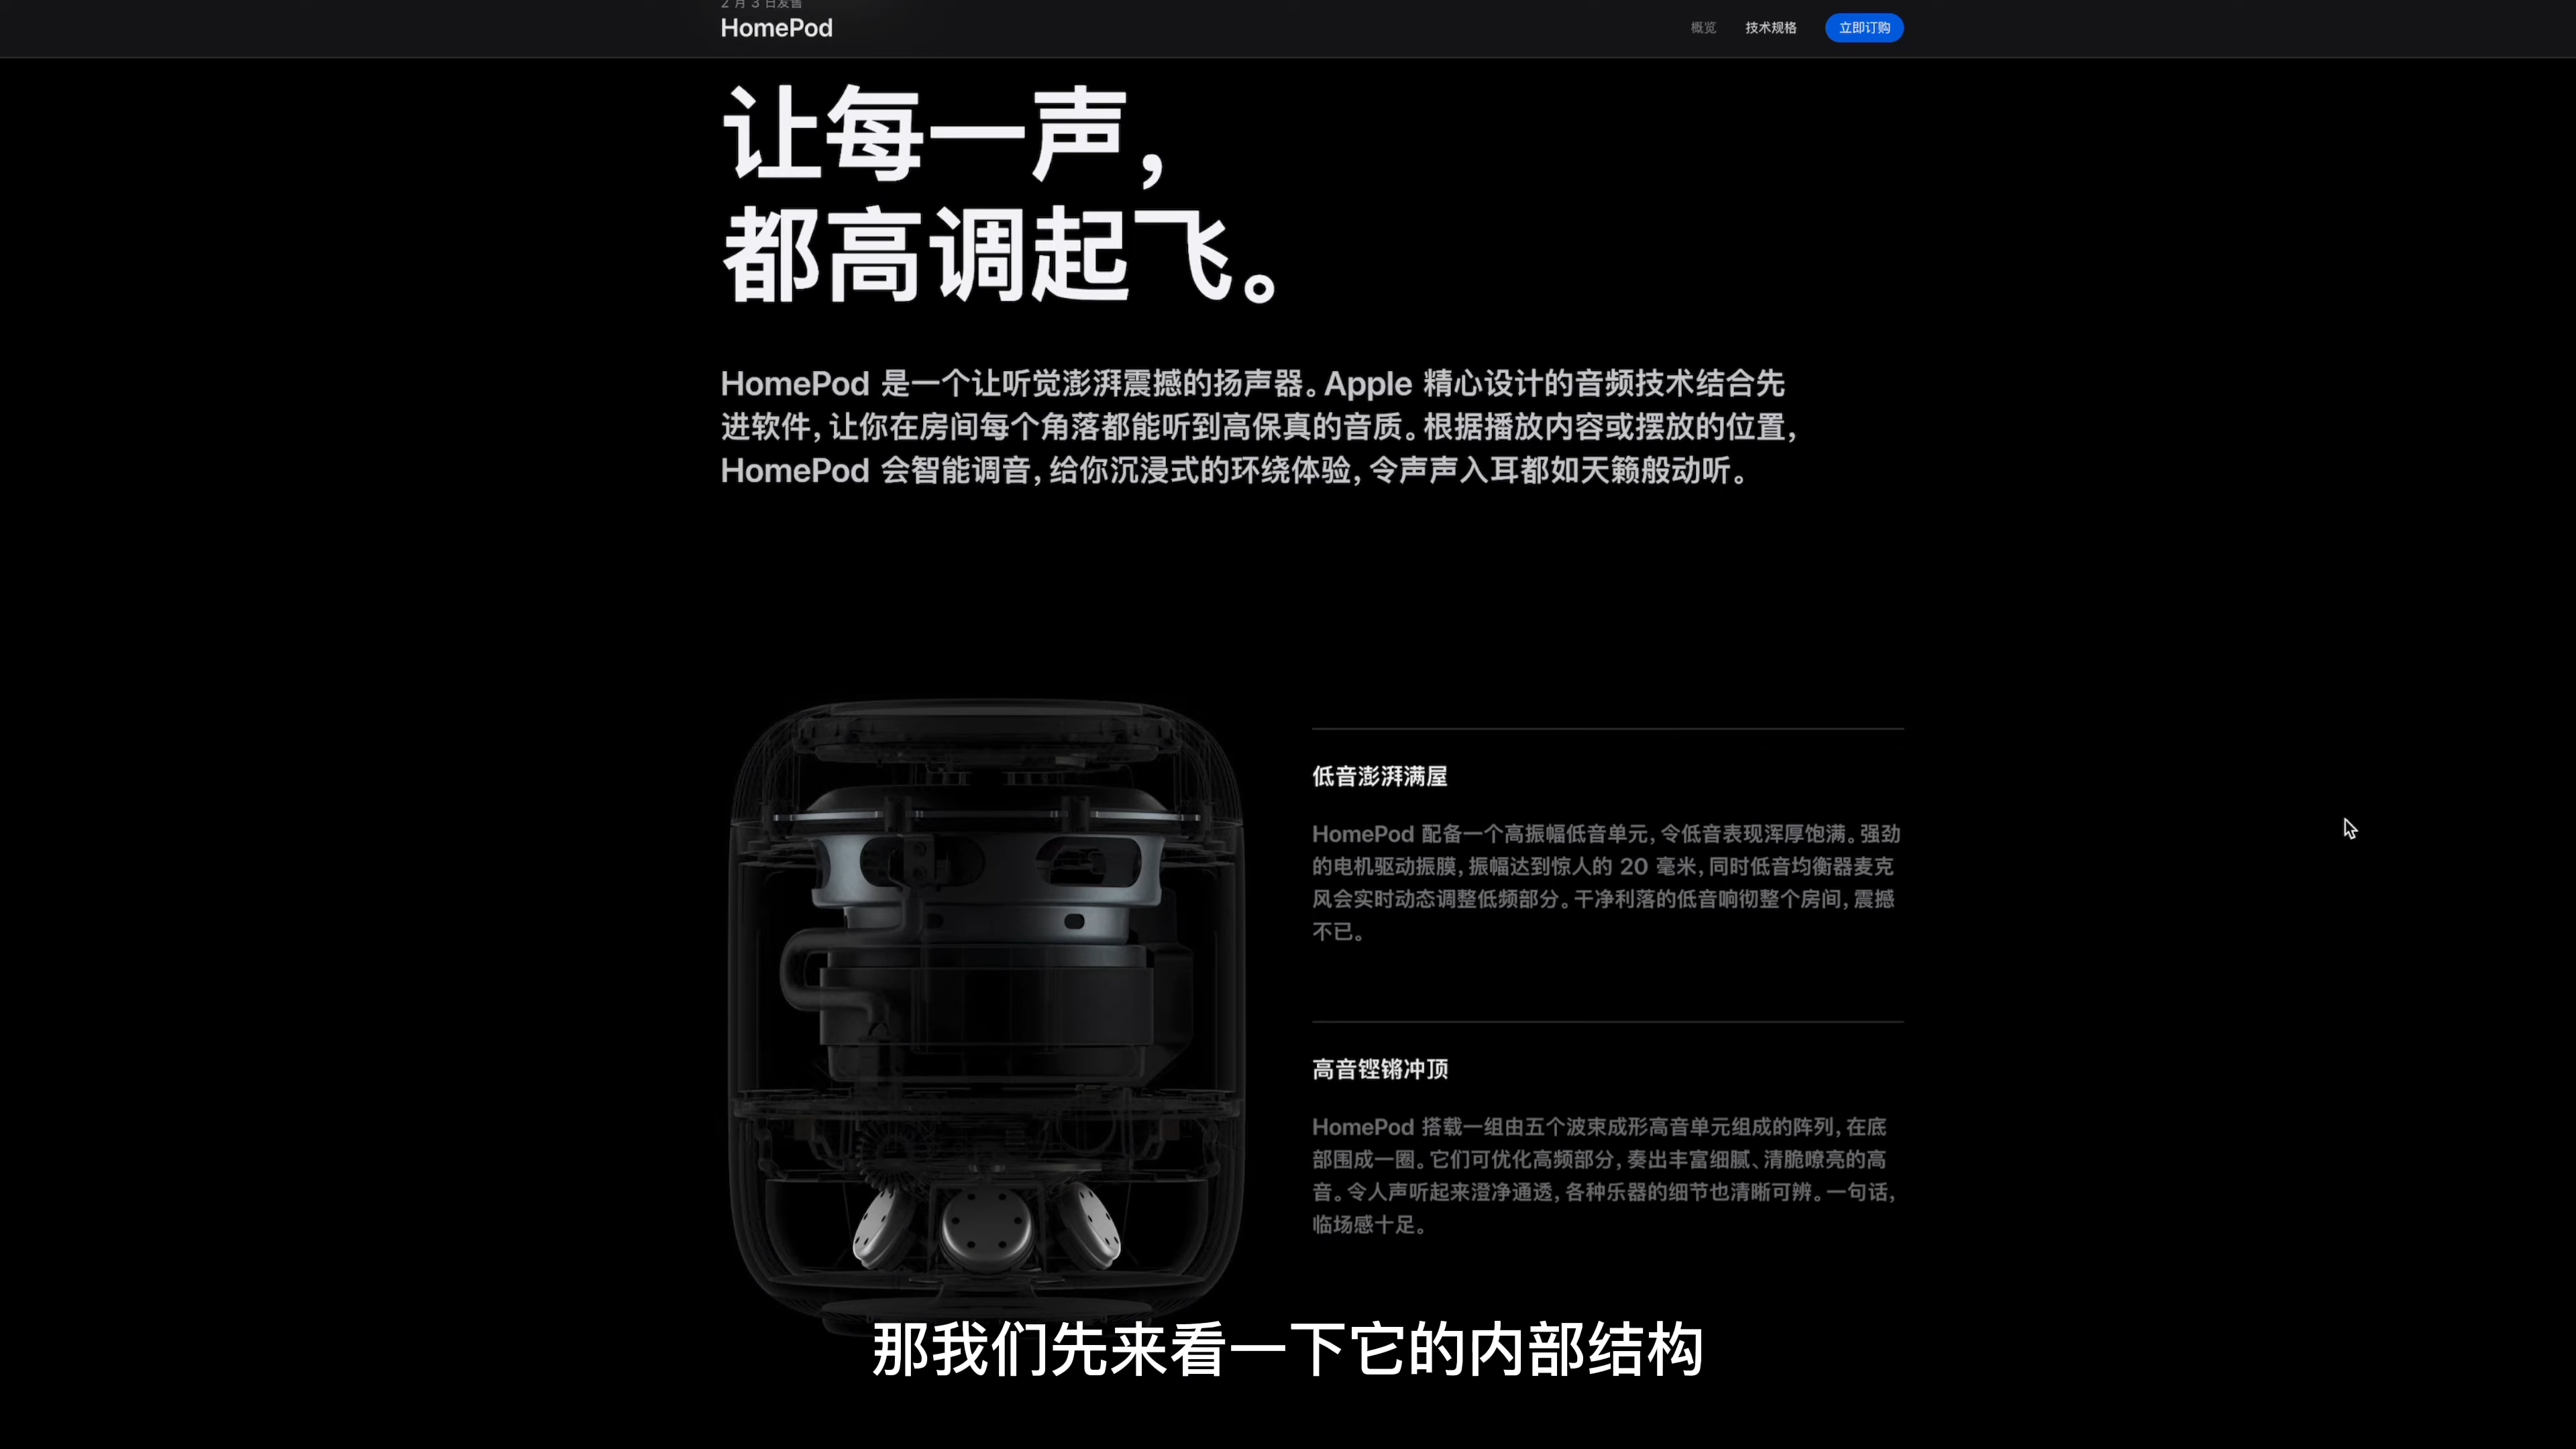 2 月 3 日发售
HomePod
概览
技术规格
立即订购
让每一声，
都高调起飞。
HomePod 是一个让听觉澎湃震撼的扬声器。Apple 精心设计的音频技术结合先
进软件，让你在房间每个角落都能听到高保真的音质。根据播放内容或摆放的位置，
HomePod 会智能调音，给你沉浸式的环绕体验，令声声入耳都如天籁般动听。
低音澎湃满屋
HomePod 配备一个高振幅低音单元，令低音表现浑厚饱满。强劲
的电机驱动振膜，振幅达到惊人的 20 毫米，同时低音均衡器麦克
风会实时动态调整低频部分。干净利落的低音响彻整个房间，震撼
不已。
高音铿锵冲顶
HomePod 搭载一组由五个波束成形高音单元组成的阵列，在底
部围成一圈。它们可优化高频部分，奏出丰富细腻、清脆嘹亮的高
音。令人声听起来澄净通透，各种乐器的细节也清晰可辨。一句话，
临场感十足。
那我们先来看一下它的内部结构